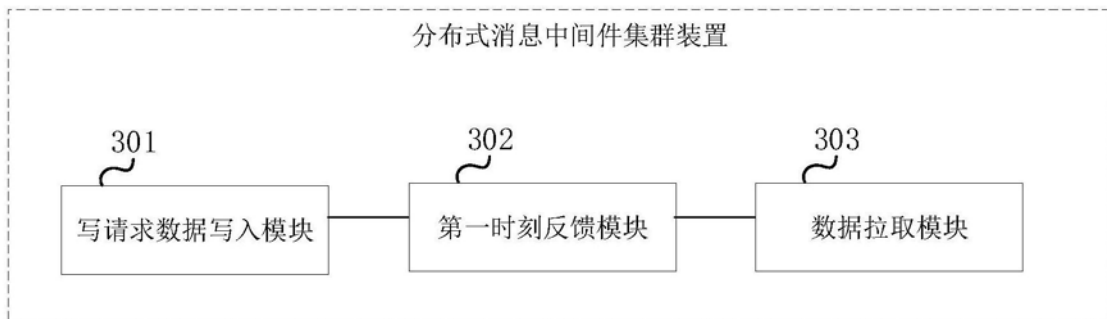 分布式消息中间件集群装置
301
302
303
写请求数据写入模块
第一时刻反馈模块
数据拉取模块